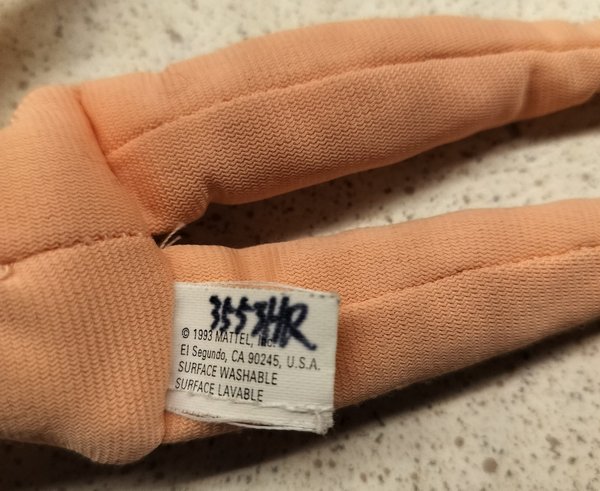 3553HR
© 1993 MATTEL, Inc.
El Segundo, CA 90245, U.S.A.
SURFACE WASHABLE
SURFACE LAVABLE